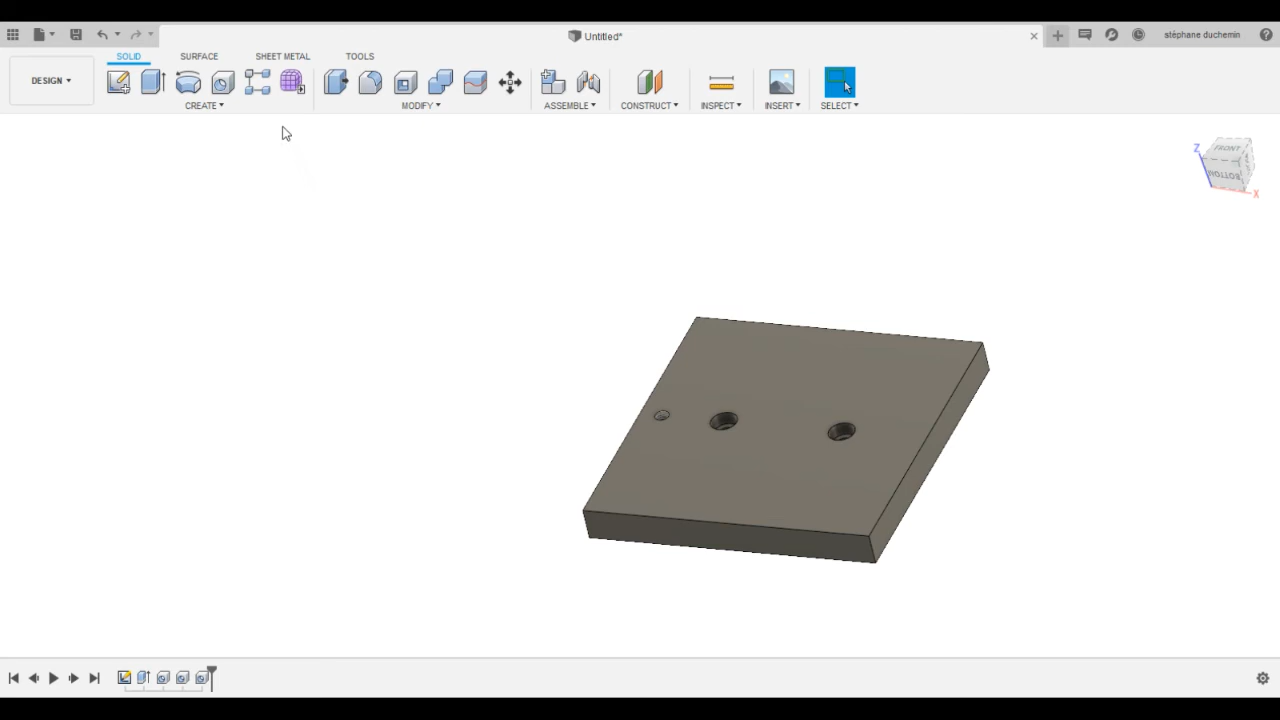 Untitled*
stéphane duchemin
SOLID SURFACE SHEET METAL TOOLS
DESIGN
CREATE MODIFY ASSEMBLE CONSTRUCT INSPECT INSERT SELECT
Z FRONT
BOTTOM
X